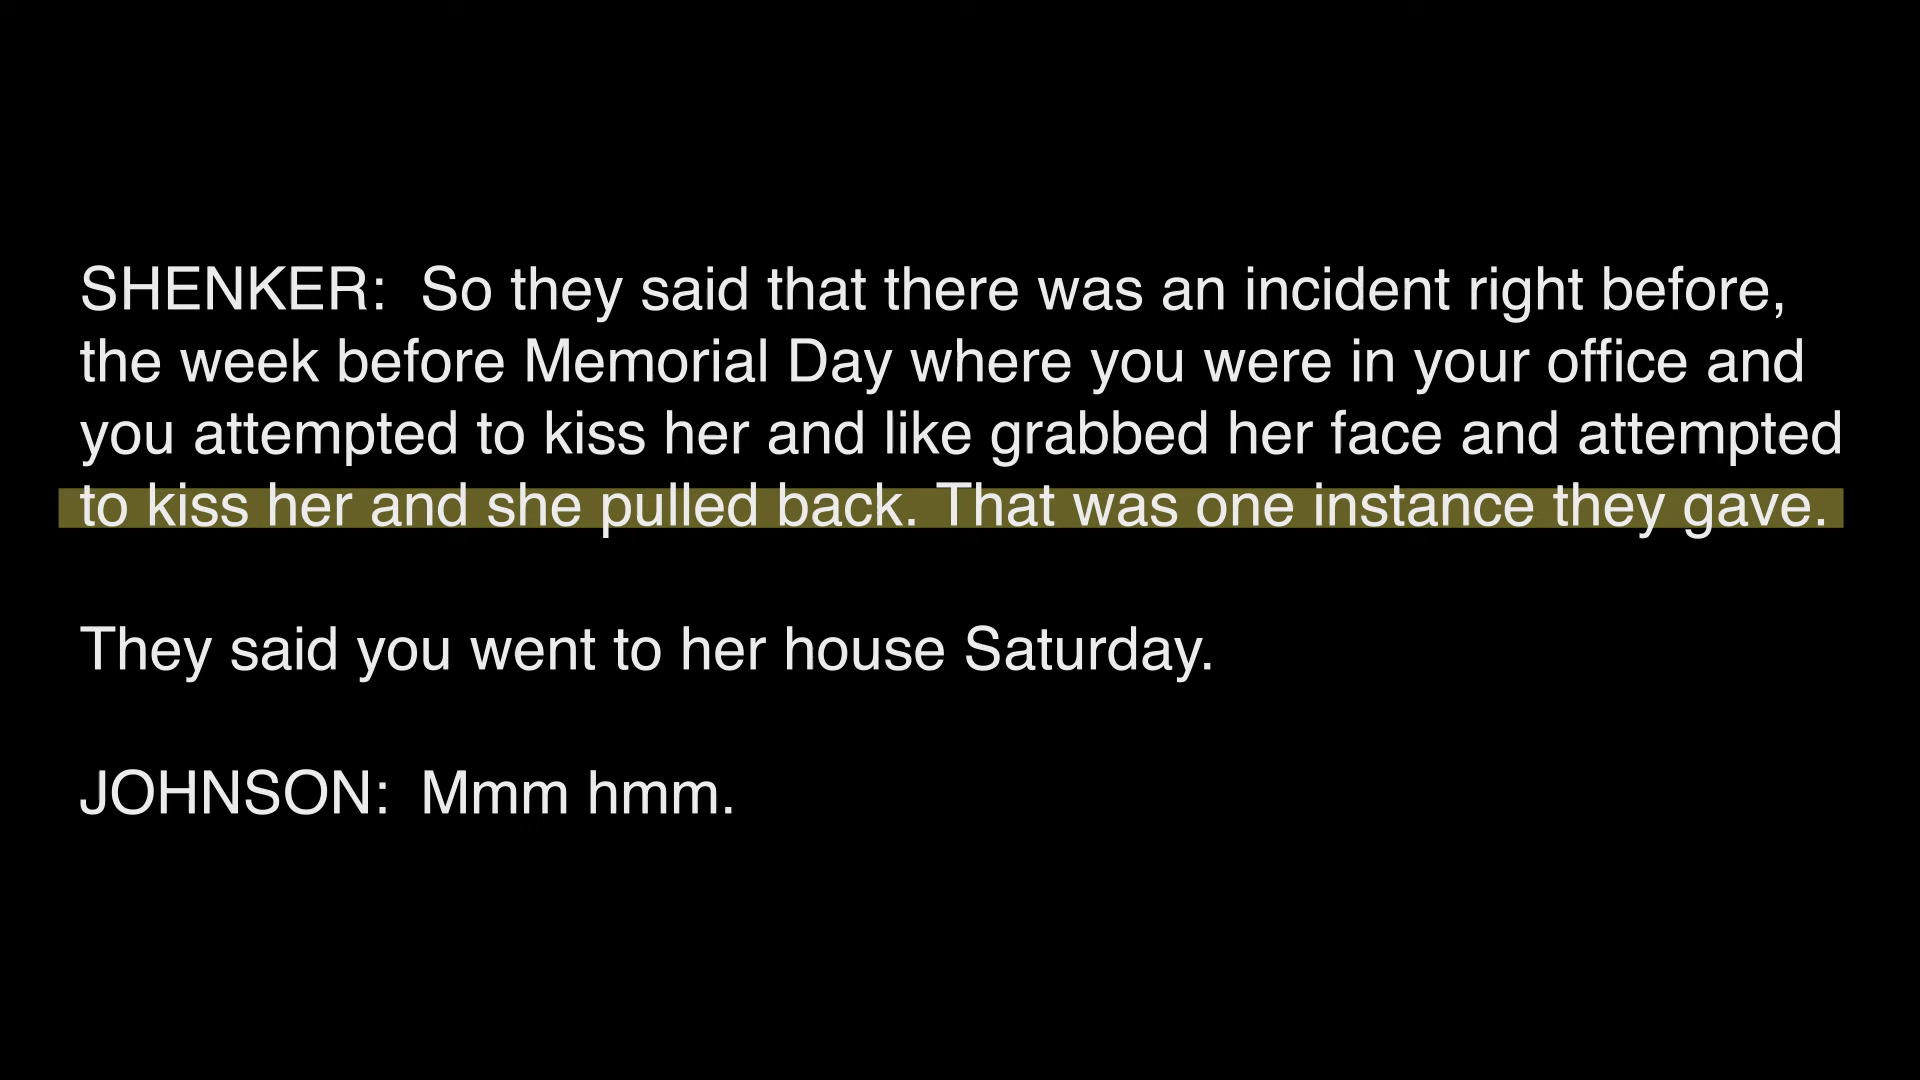 SHENKER:  So they said that there was an incident right before,
the week before Memorial Day where you were in your office and
you attempted to kiss her and like grabbed her face and attempted
to kiss her and she pulled back. That was one instance they gave.
They said you went to her house Saturday.
JOHNSON:  Mmm hmm.